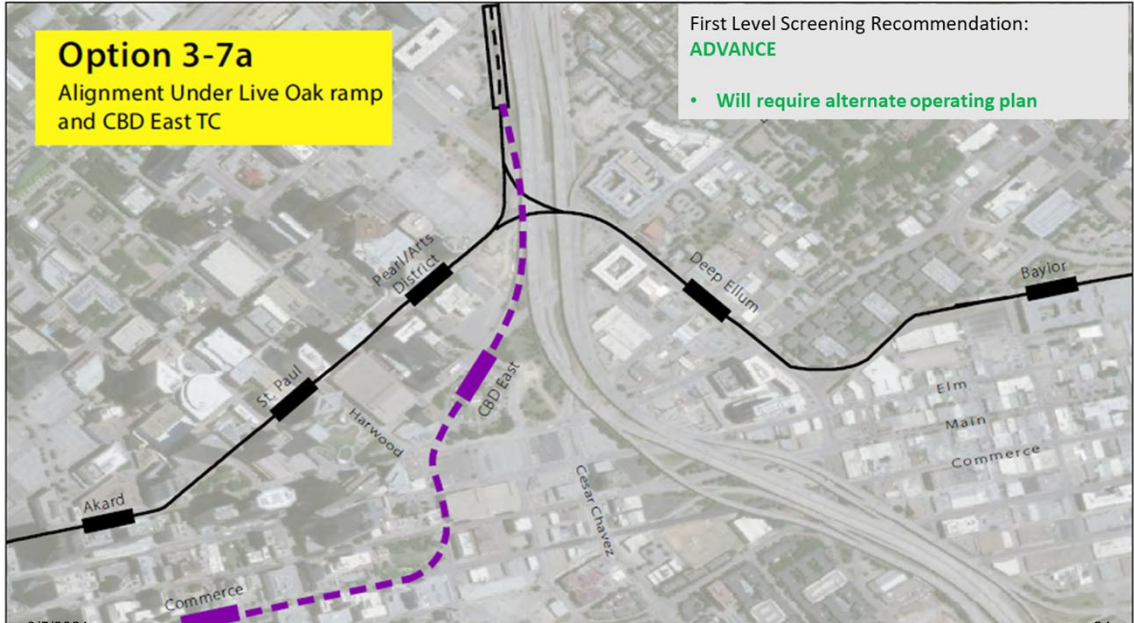 Option 3-7a
Alignment Under Live Oak ramp
and CBD East TC
First Level Screening Recommendation:
ADVANCE
• Will require alternate operating plan
Pearl/Arts
District
Deep Ellum
Baylor
St. Paul
Harwood
CBD East
Elm
Main
Commerce
Cesar Chavez
Akard
Commerce